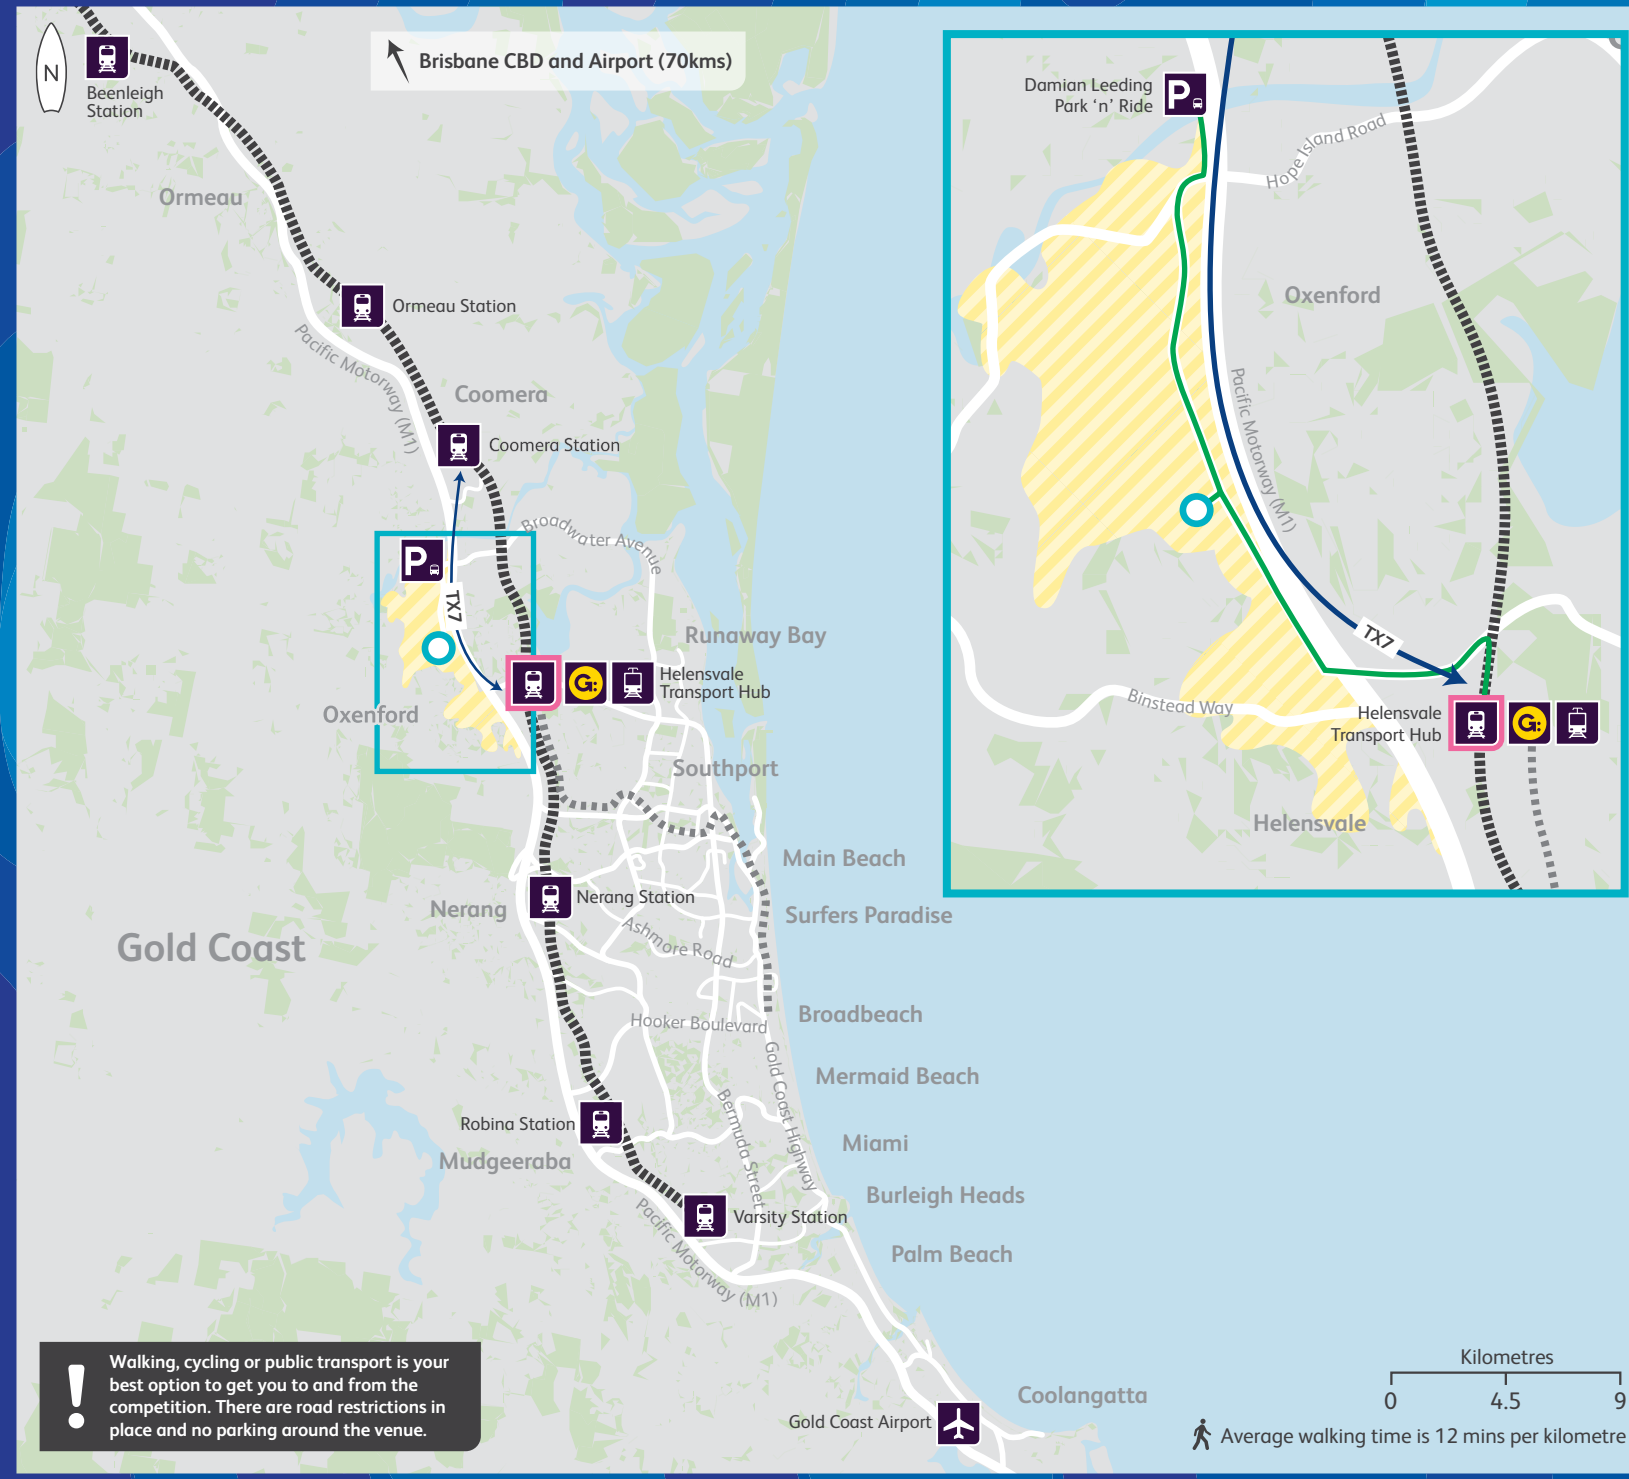 N
Beenleigh
Station
Brisbane CBD and Airport (70kms)
Ormeau
Ormeau Station
Pacific Motorway (M1)
Coomera
Coomera Station
Broadwater Avenue
P
TX7
Runaway Bay
G:
Helensvale
Transport Hub
Oxenford
Southport
Main Beach
Nerang
Nerang Station
Surfers Paradise
Ashmore Road
Gold Coast
Broadbeach
Hooker Boulevard
Gold Coast Highway
Mermaid Beach
Bermuda Street
Robina Station
Miami
Mudgeeraba
Burleigh Heads
Varsity Station
Pacific Motorway (M1)
Palm Beach
Coolangatta
Gold Coast Airport
Damian Leeding
Park 'n' Ride
P
Hope Island Road
Oxenford
Pacific Motorway (M1)
TX7
Binstead Way
Helensvale
Transport Hub
G:
Helensvale
!
Walking, cycling or public transport is your
best option to get you to and from the
competition. There are road restrictions in
place and no parking around the venue.
Kilometres
0 4.5 9
Average walking time is 12 mins per kilometre